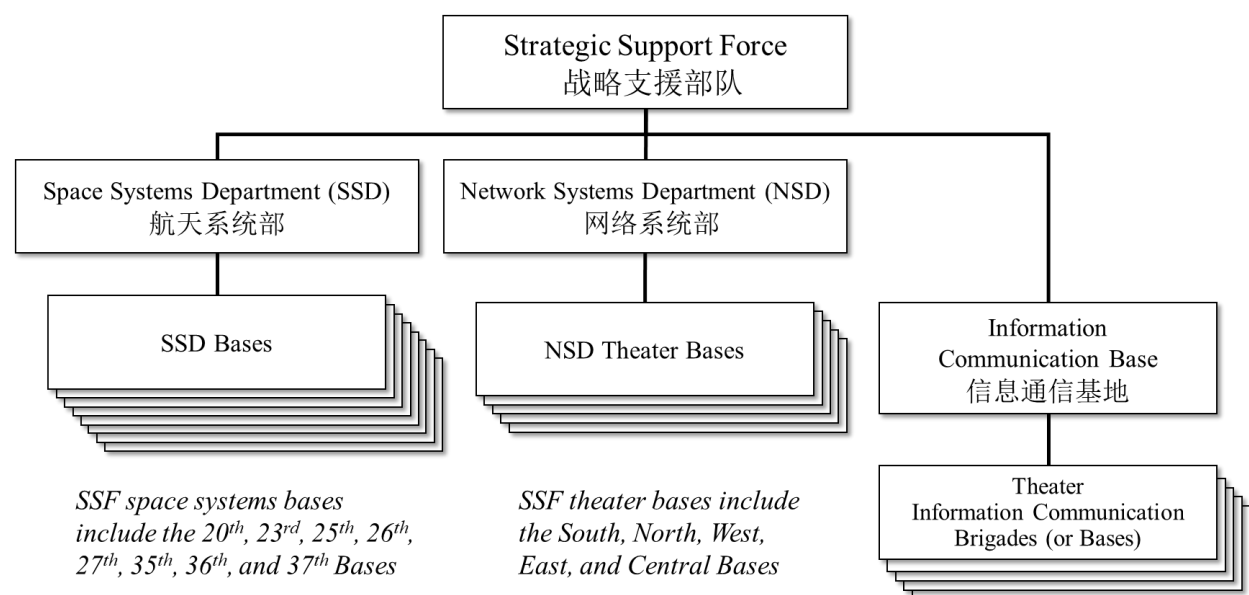 Strategic Support Force
战略支援部队
Space Systems Department (SSD)
航天系统部
Network Systems Department (NSD)
网络系统部
SSD Bases
NSD Theater Bases
Information
Communication Base
信息通信基地
SSF space systems bases
include the 20th, 23rd, 25th, 26th,
27th, 35th, 36th, and 37th Bases
SSF theater bases include
the South, North, West,
East, and Central Bases
Theater
Information Communication
Brigades (or Bases)